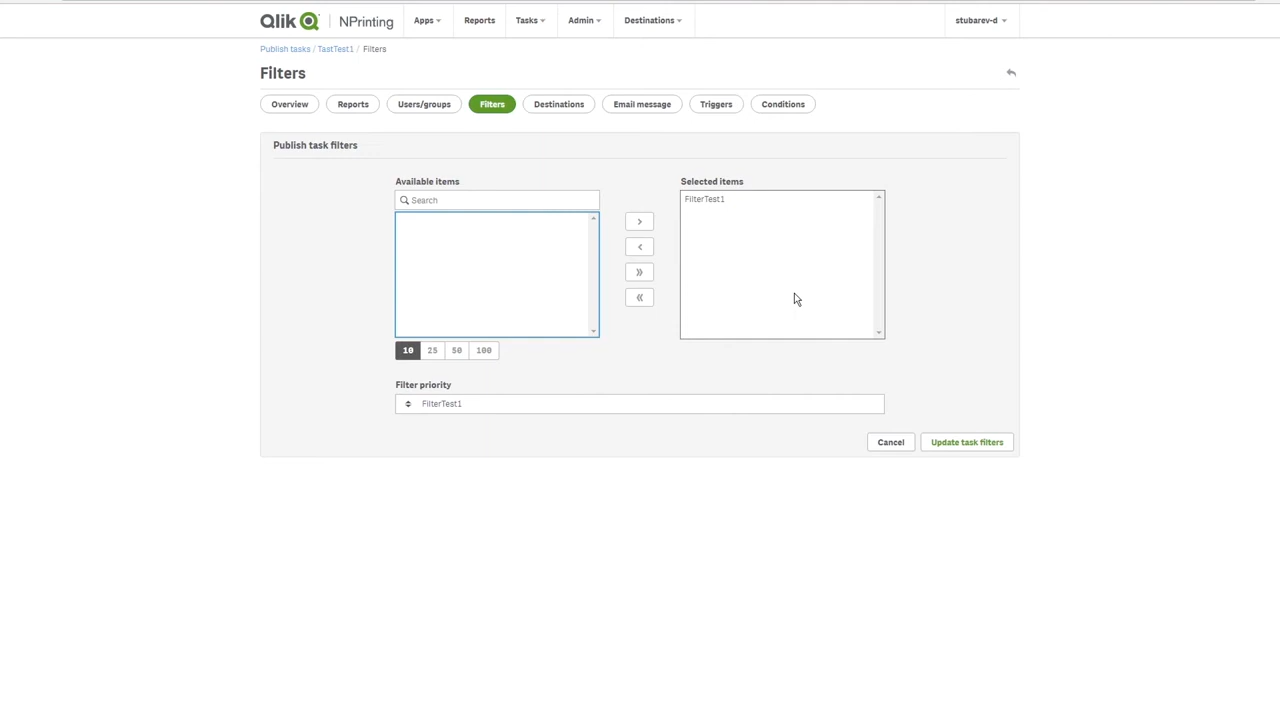 Qlik NPrinting Apps Reports Tasks Admin Destinations stubarev-d
Publish tasks / TastTest1 / Filters
Filters
Overview Reports Users/groups Filters Destinations Email message Triggers Conditions
Publish task filters
Available items Selected items
Search
FilterTest1
10 25 50 100
Filter priority
FilterTest1
Cancel Update task filters